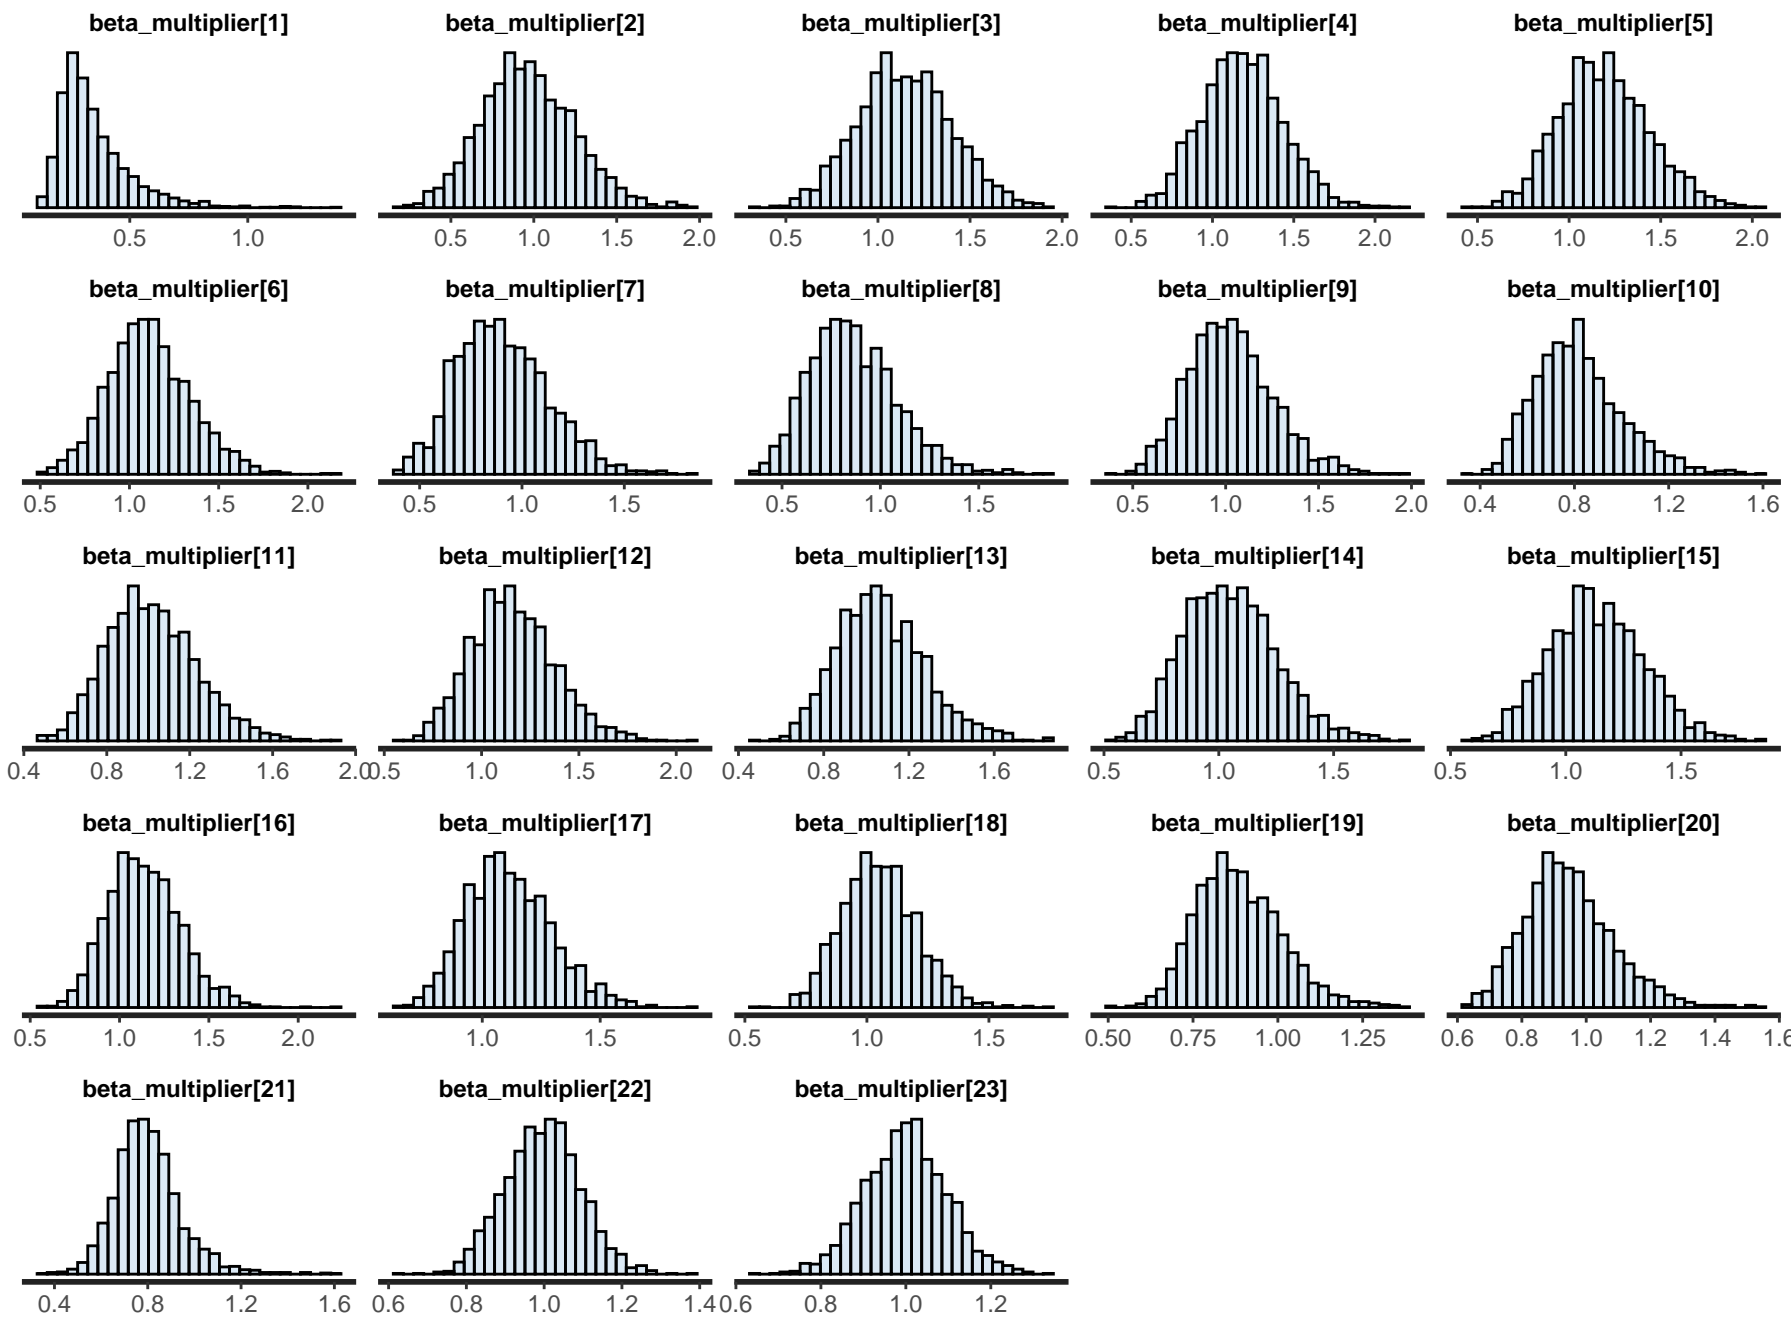 beta_multiplier[1] beta_multiplier[2] beta_multiplier[3] beta_multiplier[4] beta_multiplier[5]
0.5 1.0 0.5 1.0 1.5 2.0 0.5 1.0 1.5 2.0 0.5 1.0 1.5 2.0 0.5 1.0 1.5 2.0
beta_multiplier[6] beta_multiplier[7] beta_multiplier[8] beta_multiplier[9] beta_multiplier[10]
0.5 1.0 1.5 2.0 0.5 1.0 1.5 0.5 1.0 1.5 0.5 1.0 1.5 2.0 0.4 0.8 1.2 1.6
beta_multiplier[11] beta_multiplier[12] beta_multiplier[13] beta_multiplier[14] beta_multiplier[15]
0.4 0.8 1.2 1.6 2.0 0.5 1.0 1.5 2.0 0.4 0.8 1.2 1.6 0.5 1.0 1.5 0.5 1.0 1.5
beta_multiplier[16] beta_multiplier[17] beta_multiplier[18] beta_multiplier[19] beta_multiplier[20]
0.5 1.0 1.5 2.0 1.0 1.5 0.5 1.0 1.5 0.50 0.75 1.00 1.25 0.6 0.8 1.0 1.2 1.4 1.6
beta_multiplier[21] beta_multiplier[22] beta_multiplier[23]
0.4 0.8 1.2 1.6 0.6 0.8 1.0 1.2 1.4 0.6 0.8 1.0 1.2